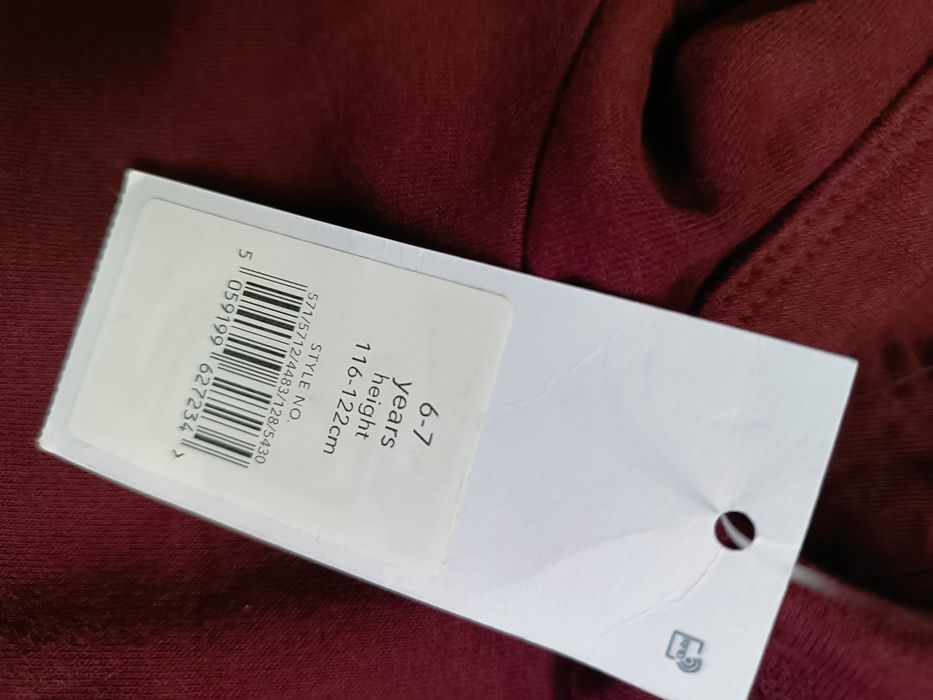 6-7
years
height
116-122cm
STYLE NO.
571/5712/4483/128/5430
5 059199 627234 >